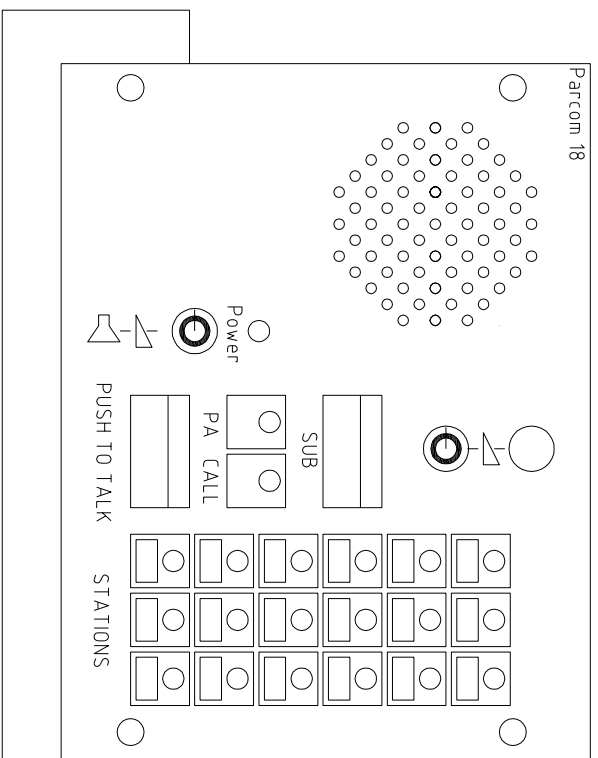 Parcom 18
Power
SUB
PA CALL
PUSH TO TALK
STATIONS